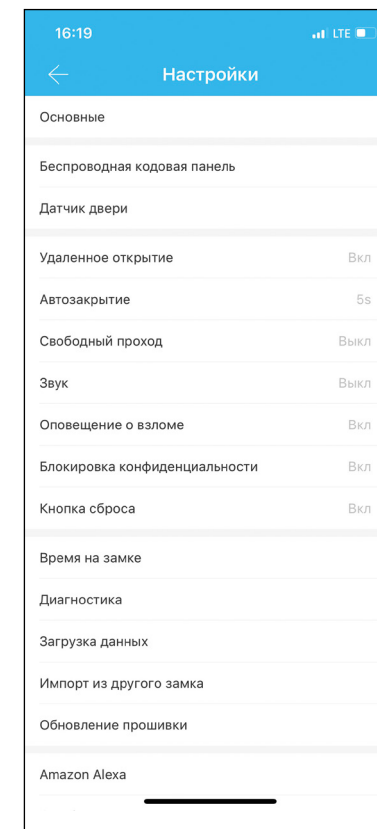 16:19
LTE
Настройки
Основные
Беспроводная кодовая панель
Датчик двери
Удаленное открытие Вкл
Автозакрытие 5s
Свободный проход Выкл
Звук Выкл
Оповещение о взломе Вкл
Блокировка конфиденциальности Вкл
Кнопка сброса Вкл
Время на замке
Диагностика
Загрузка данных
Импорт из другого замка
Обновление прошивки
Amazon Alexa